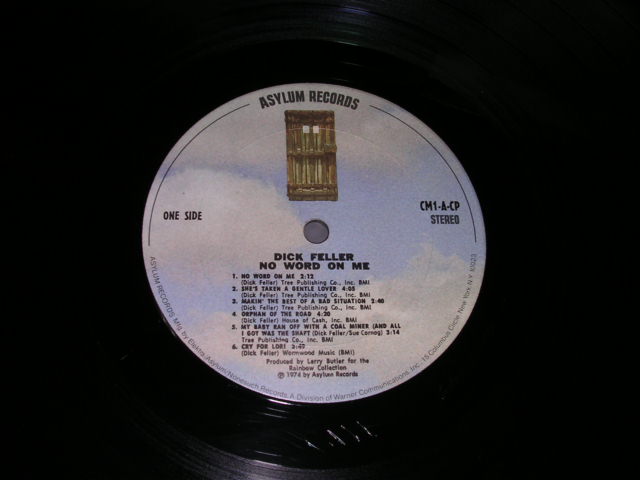 ASYLUM RECORDS
ONE SIDE
CM1-A-CP
STEREO
DICK FELLER
NO WORD ON ME
1. NO WORD ON ME 2:12
(Dick Feller) Tree Publishing Co., Inc. BMI
2. SHE'S TAKEN A GENTLE LOVER 4:05
(Dick Feller) Tree Publishing Co., Inc. BMI
3. MAKIN' THE BEST OF A BAD SITUATION 2:40
(Dick Feller) Tree Publishing Co., Inc. BMI
4. ORPHAN OF THE ROAD 4:20
(Dick Feller) House of Cash, Inc. BMI
5. MY BABY RAN OFF WITH A COAL MINER (AND ALL
I GOT WAS THE SHAFT) (Dick Feller/Sue Carnog) 3:14
Tree Publishing Co., Inc. BMI
6. CRY FOR LORI 2:47
(Dick Feller) Wormwood Music (BMI)
Produced by Larry Butler for the
Rainbow Collection
℗ 1974 by Asylum Records
ASYLUM RECORDS Mfg. by Elektra/Asylum/Nonesuch Records A Division of Warner Communications Inc. 15 Columbus Circle New York N.Y. 10023